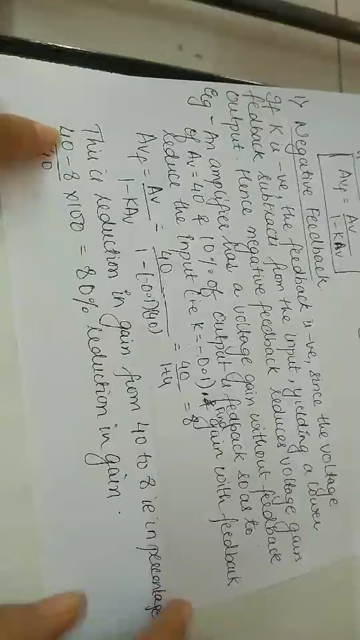 Avf = Av / 1-KAv
1) Negative Feedback
If K is -ve, the feedback is -ve, since the voltage
fedback subtracts from the input, yielding a lower
output. Hence negative feedback reduces voltage gain
Eg - An amplifier has a voltage gain without feedback
of Av = 40 & 10% of output is fedback so as to
reduce the input (ie K = -0.1), find gain with feedback
Avf = Av / 1-KAv = 40 / 1-(-0.1)(40) = 40 / 1+4 = 8
This is reduction in gain from 40 to 8 ie in percentage
40-8 / 40 x100 = 80% reduction in gain.